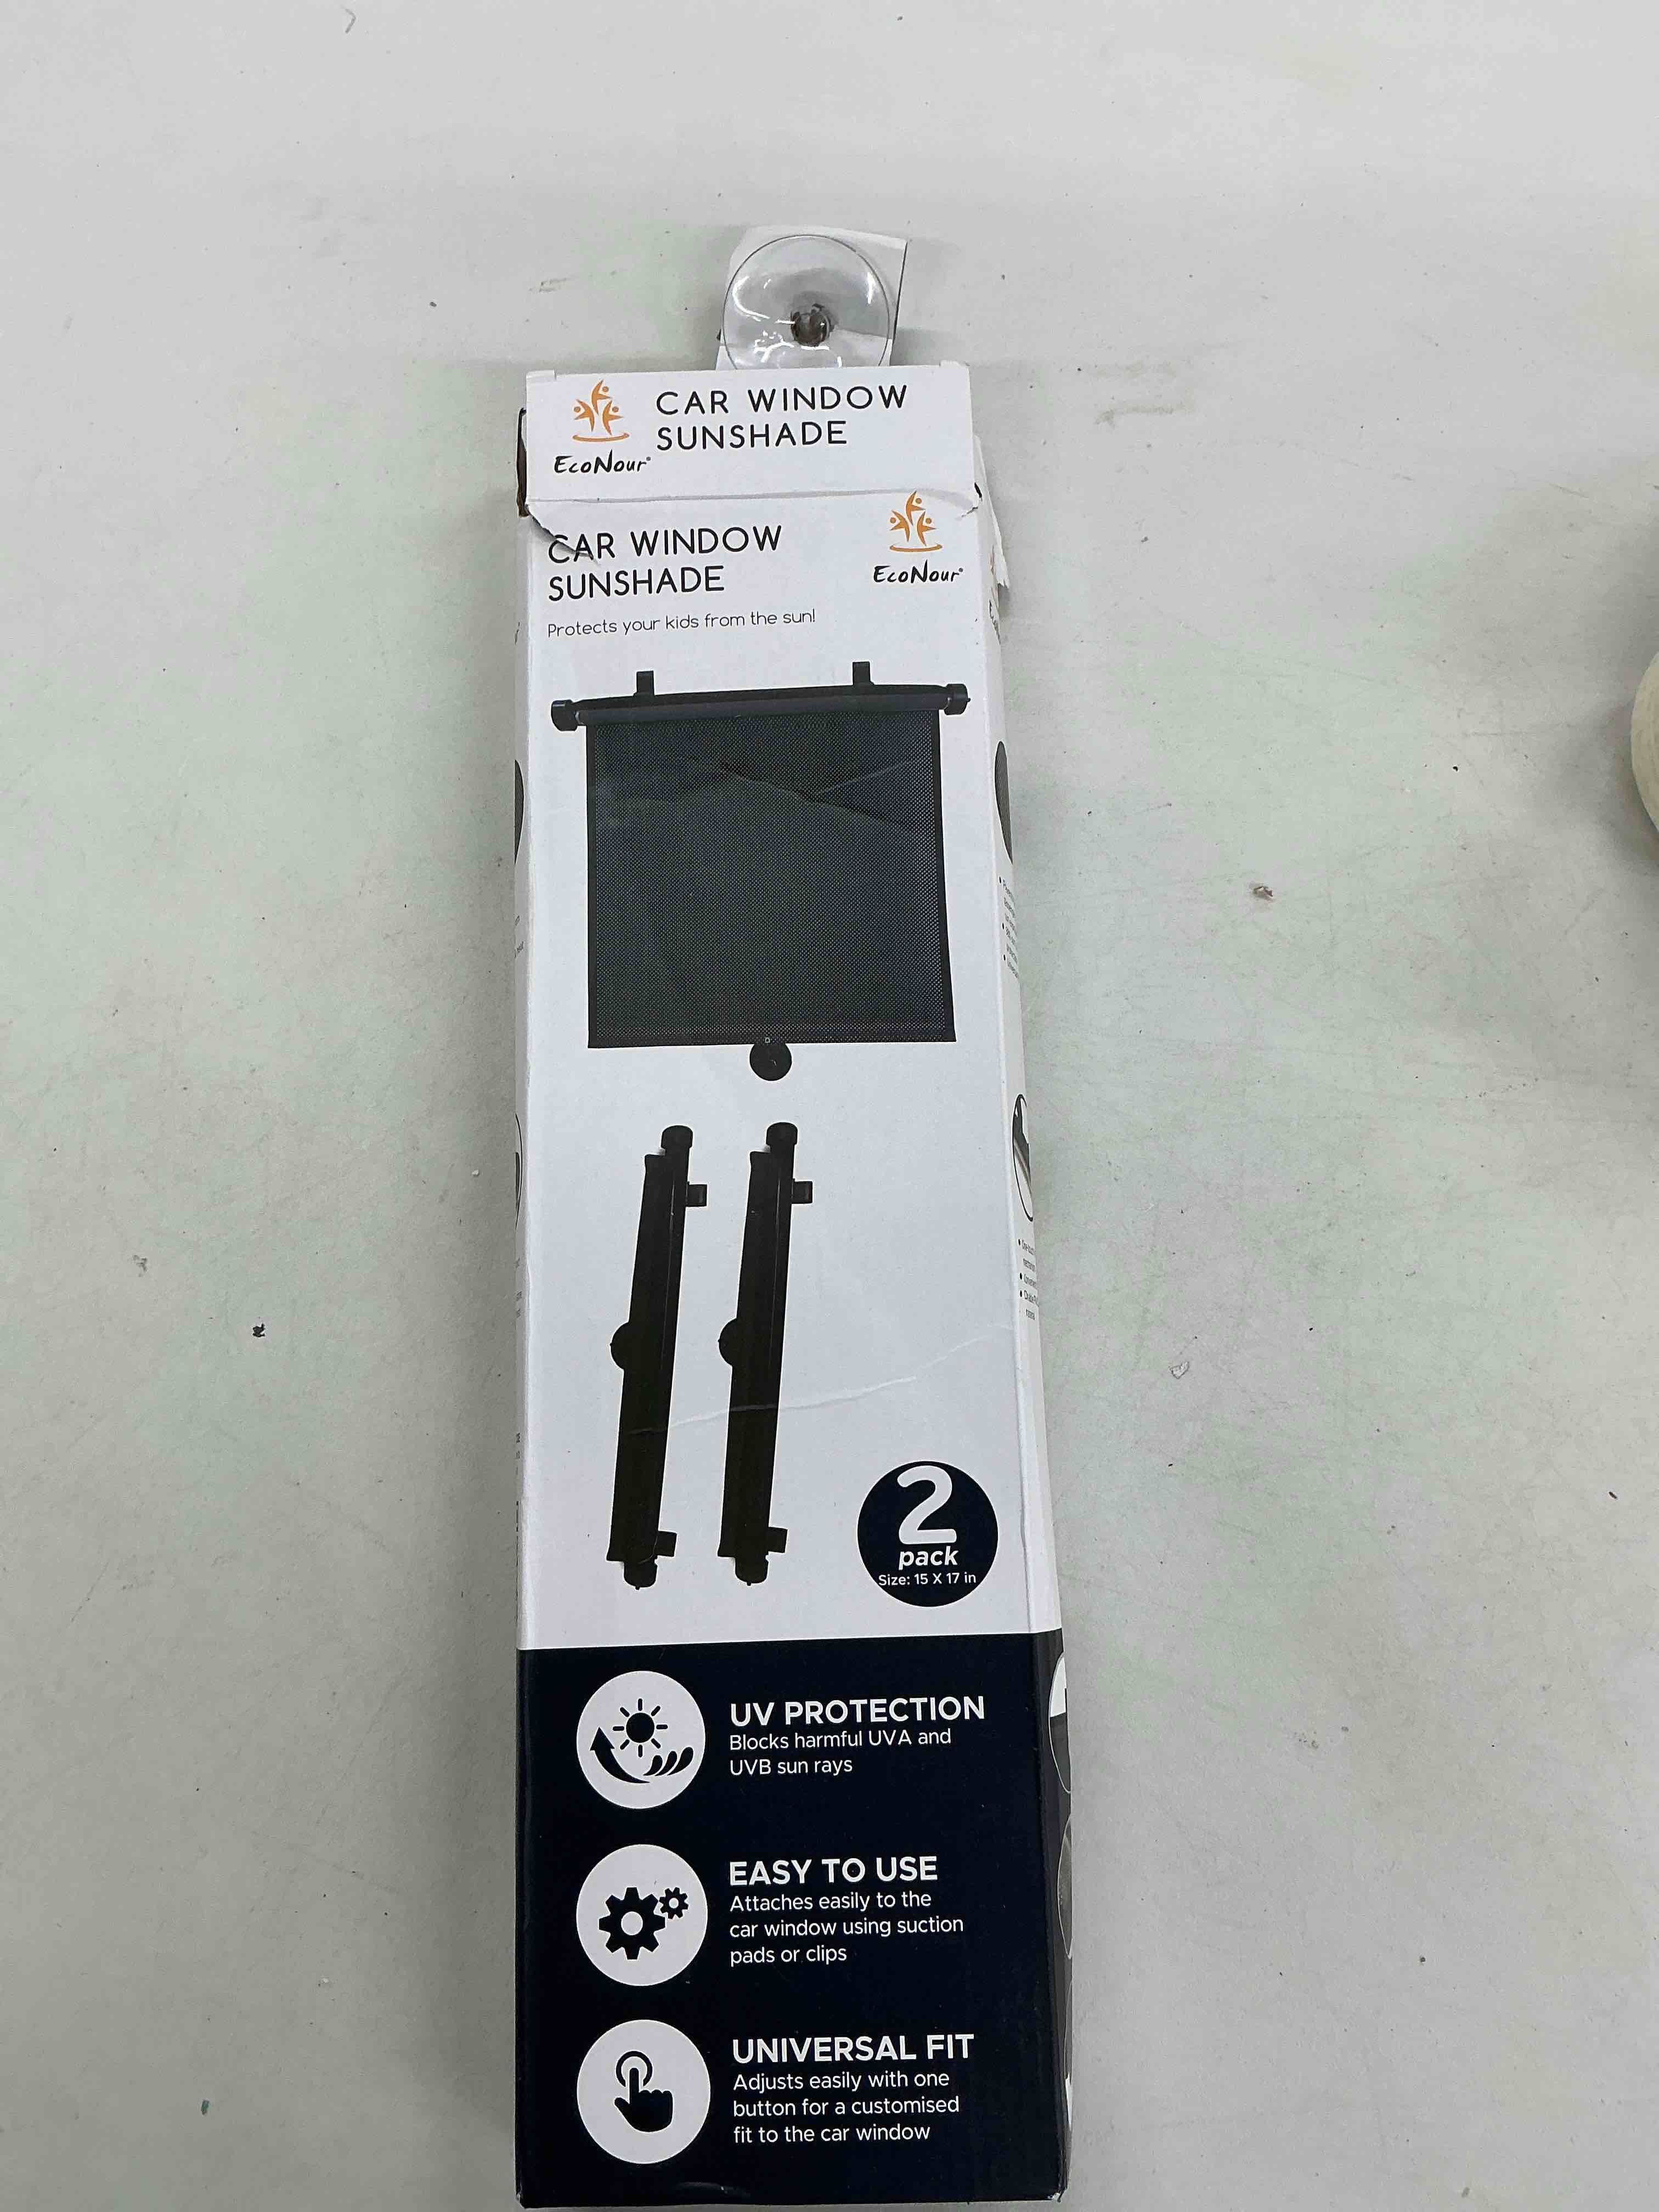 CAR WINDOW
SUNSHADE
EcoNour®
CAR WINDOW
SUNSHADE
EcoNour®
Protects your kids from the sun!
2
pack
Size: 15 X 17 in
UV PROTECTION
Blocks harmful UVA and
UVB sun rays
EASY TO USE
Attaches easily to the
car window using suction
pads or clips
UNIVERSAL FIT
Adjusts easily with one
button for a customised
fit to the car window